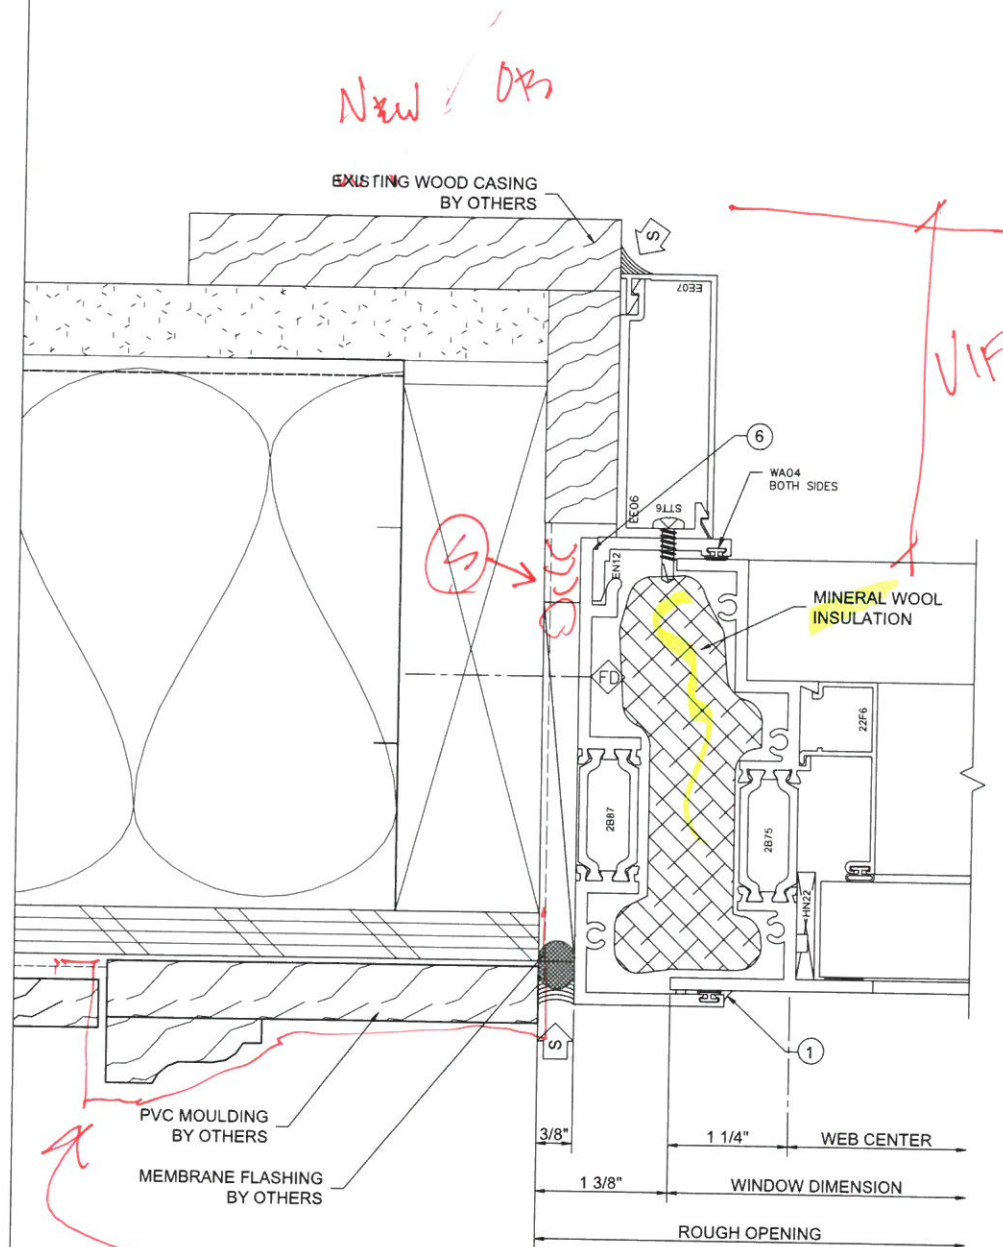 NEW
EXISTING WOOD CASING
BY OTHERS
S
EE07
VIF
6
WA04
BOTH SIDES
EE06
STT6
S
EN12
MINERAL WOOL
INSULATION
FD
22F6
2B87
2B75
HN22
S
1
PVC MOULDING
BY OTHERS
3/8"
1 1/4"
WEB CENTER
MEMBRANE FLASHING
BY OTHERS
1 3/8"
WINDOW DIMENSION
ROUGH OPENING